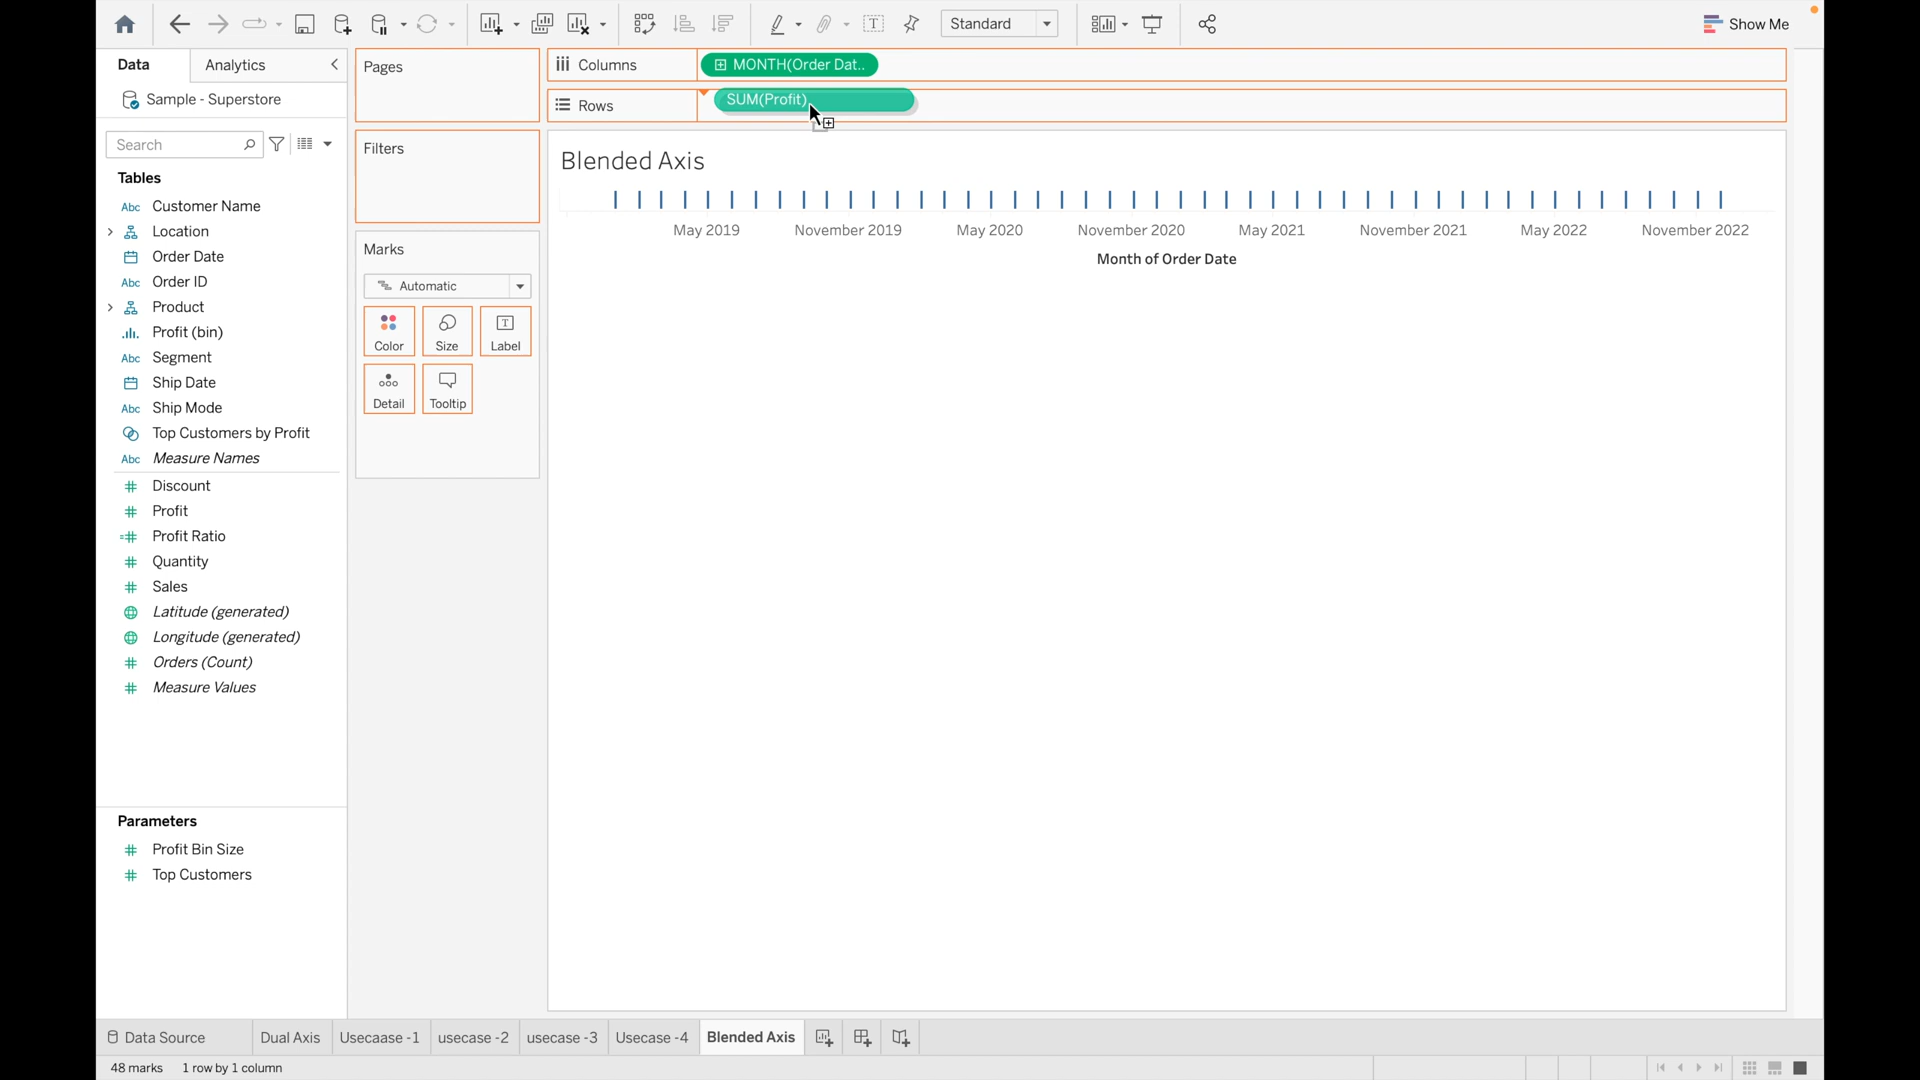 Standard
Show Me
Data
Analytics
Sample - Superstore
Search
Tables
Abc Customer Name
Location
Order Date
Abc Order ID
Product
Profit (bin)
Abc Segment
Ship Date
Abc Ship Mode
Top Customers by Profit
Abc Measure Names
Discount
Profit
Profit Ratio
Quantity
Sales
Latitude (generated)
Longitude (generated)
Orders (Count)
Measure Values
Parameters
Profit Bin Size
Top Customers
Pages
Filters
Marks
Automatic
Color
Size
Label
Detail
Tooltip
Columns
MONTH(Order Dat..
Rows
SUM(Profit)
Blended Axis
May 2019
November 2019
May 2020
November 2020
May 2021
November 2021
May 2022
November 2022
Month of Order Date
Data Source
Dual Axis
Usecaase -1
usecase -2
usecase -3
Usecase -4
Blended Axis
48 marks
1 row by 1 column